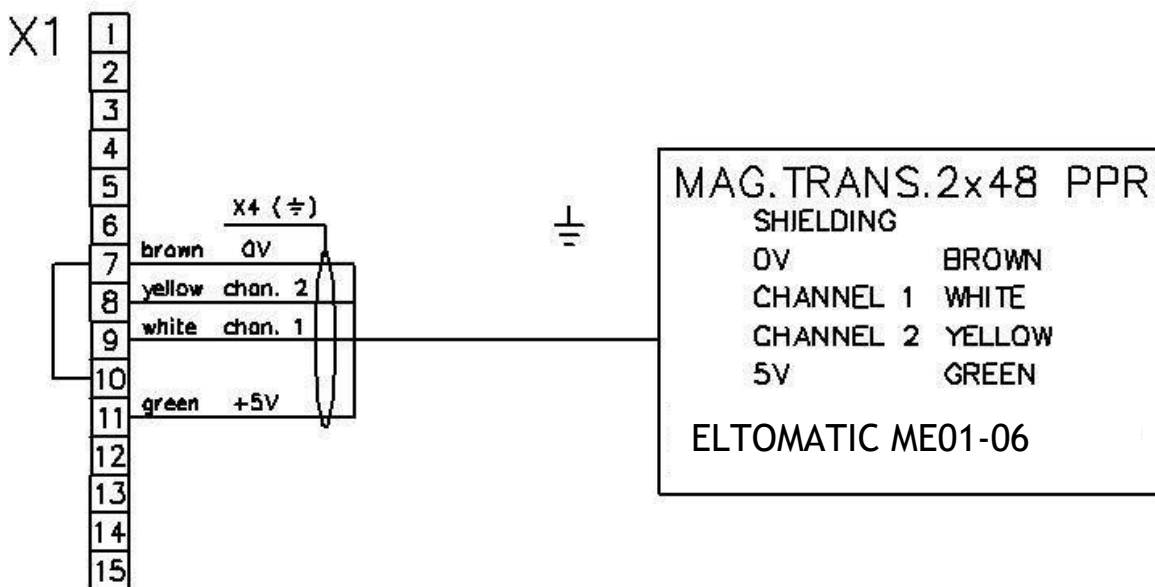 X1
1
2
3
4
5
6
7
8
9
10
11
12
13
14
15
X4 (⏚)
brown 0V
yellow chan. 2
white chan. 1
green +5V
MAG.TRANS.2x48 PPR
SHIELDING
0V BROWN
CHANNEL 1 WHITE
CHANNEL 2 YELLOW
5V GREEN
ELTOMATIC ME01-06